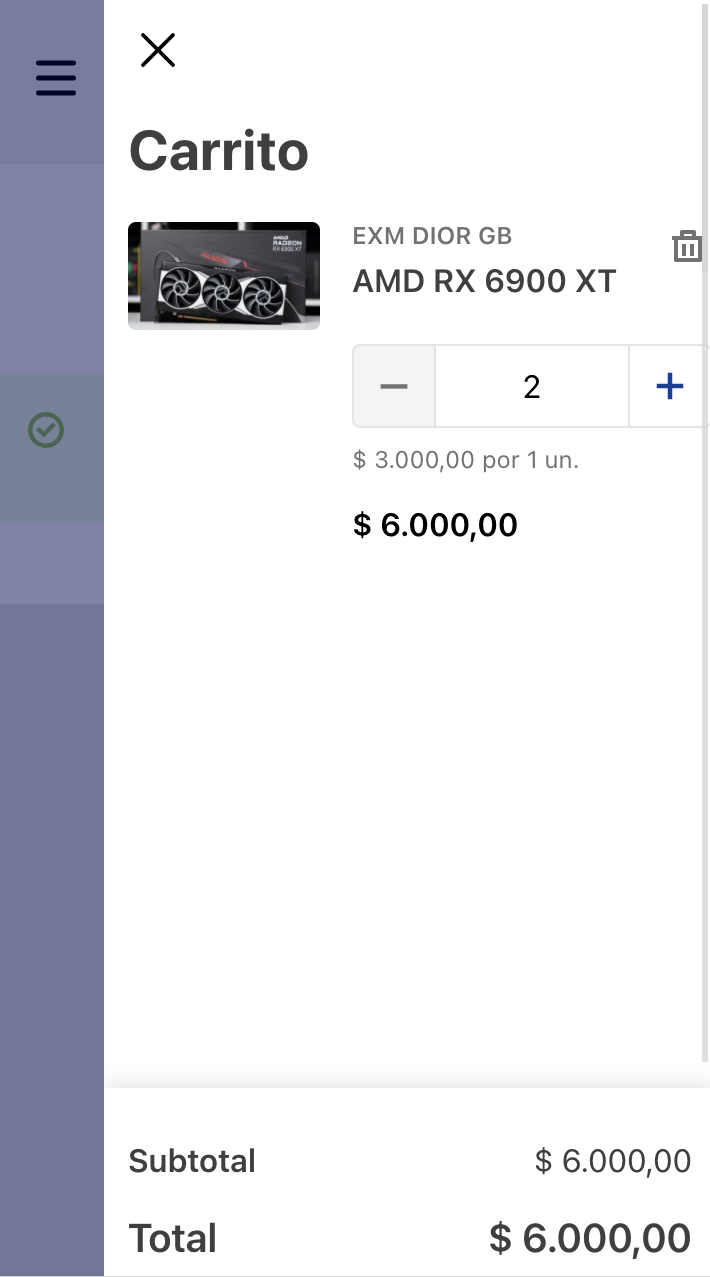 Carrito
AMD
RADEON
RX 6900 XT
EXM DIOR GB
AMD RX 6900 XT
2
$ 3.000,00 por 1 un.
$ 6.000,00
Subtotal $ 6.000,00
Total $ 6.000,00